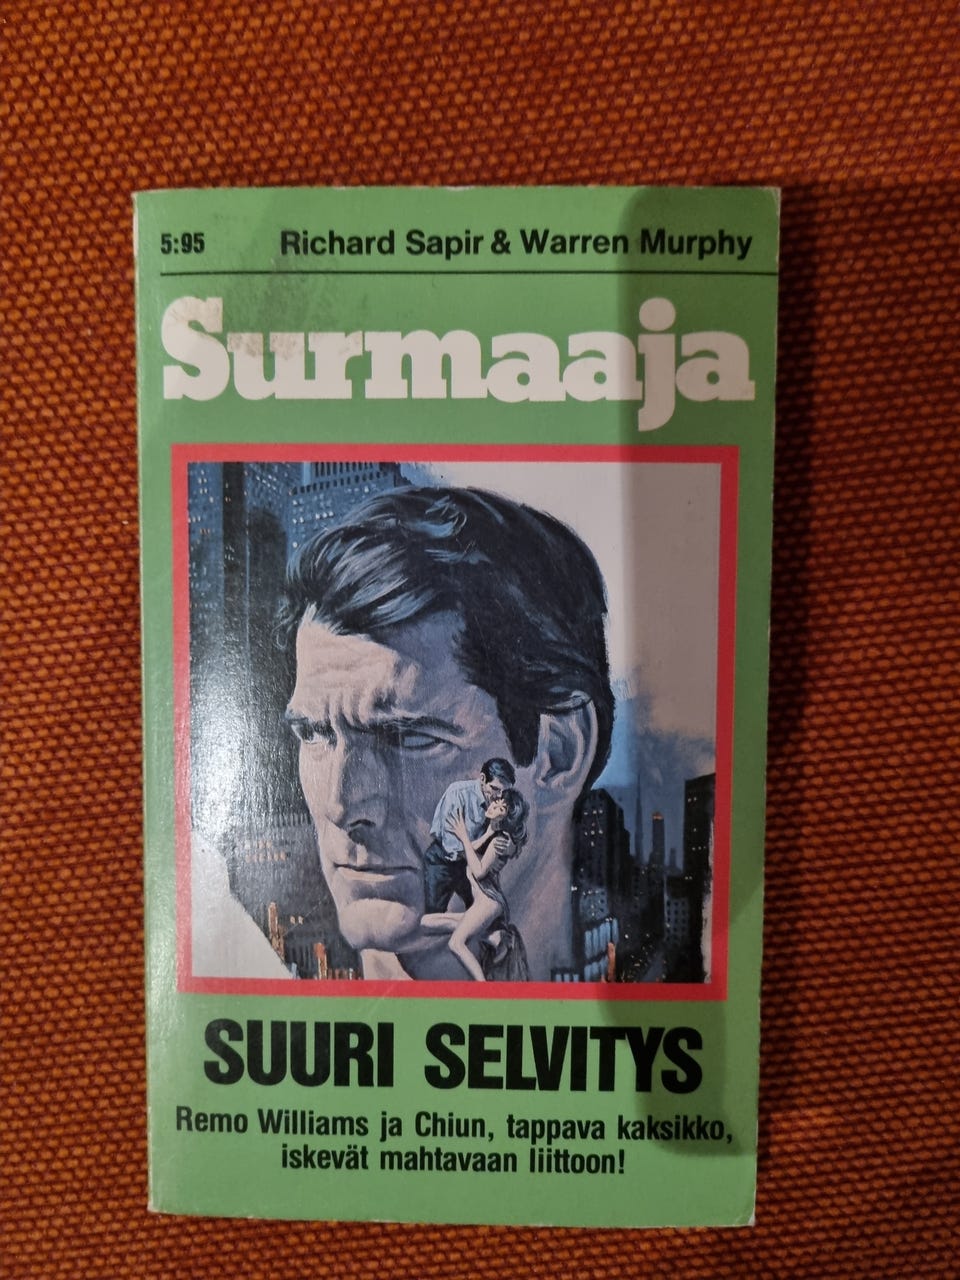 5:95 Richard Sapir & Warren Murphy
Surmaaja
SUURI SELVITYS
Remo Williams ja Chiun, tappava kaksikko,
iskevät mahtavaan liittoon!